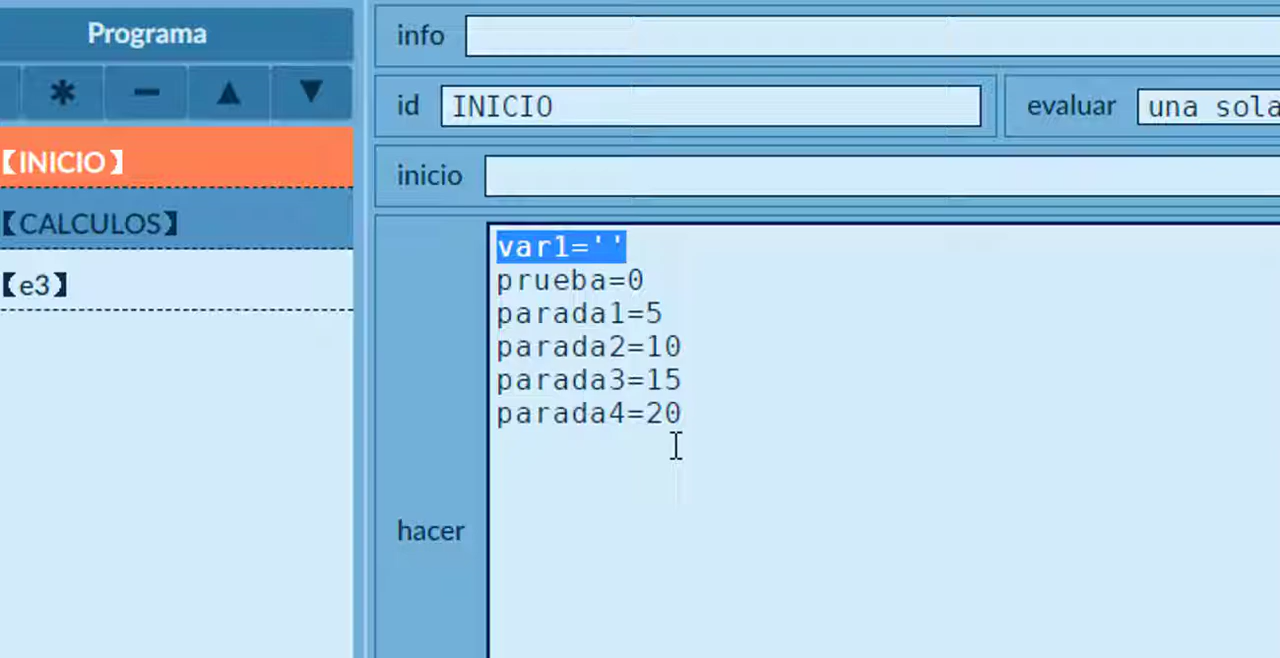 Programa
【INICIO】
【CALCULOS】
【e3】
info
id INICIO evaluar una sola
inicio
var1=''
prueba=0
parada1=5
parada2=10
parada3=15
parada4=20
hacer